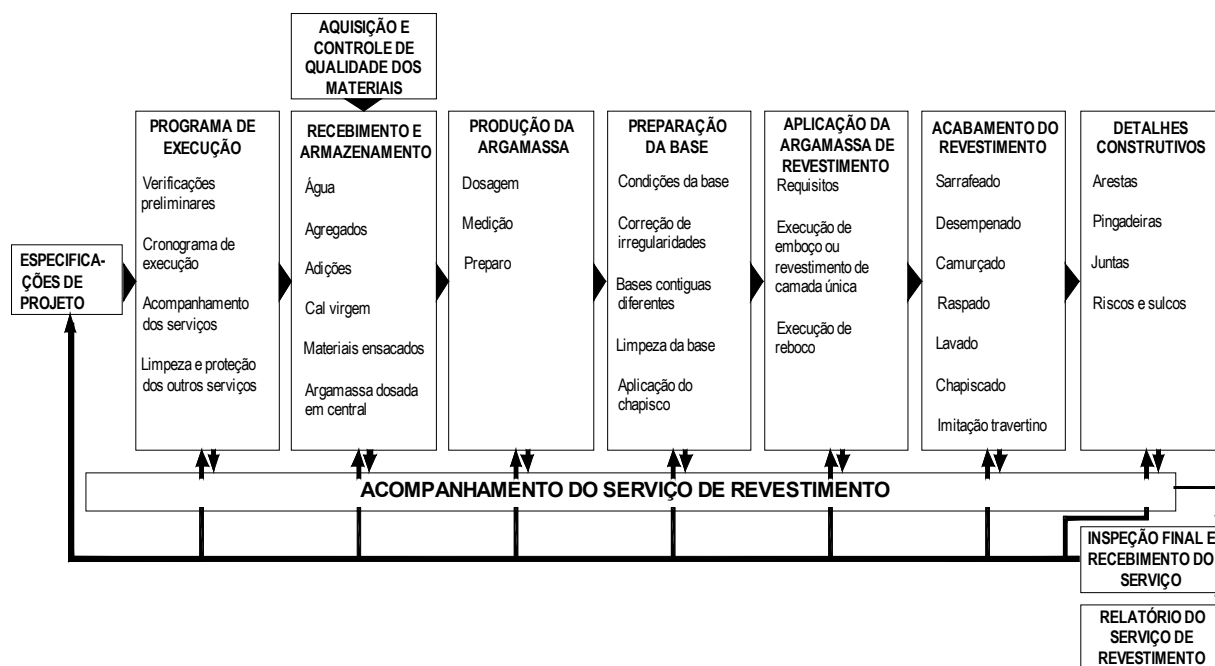 AQUISIÇÃO E
CONTROLE DE
QUALIDADE DOS
MATERIAIS
ESPECIFICA-
ÇÕES DE
PROJETO
PROGRAMA DE
EXECUÇÃO
Verificações
preliminares
Cronograma de
execução
Acompanhamento
dos serviços
Limpeza e proteção
dos outros serviços
RECEBIMENTO E
ARMAZENAMENTO
Água
Agregados
Adições
Cal virgem
Materiais ensacados
Argamassa dosada
em central
PRODUÇÃO DA
ARGAMASSA
Dosagem
Medição
Preparo
PREPARAÇÃO
DA BASE
Condições da base
Correção de
irregularidades
Bases contiguas
diferentes
Limpeza da base
Aplicação do
chapisco
APLICAÇÃO DA
ARGAMASSA DE
REVESTIMENTO
Requisitos
Execução de
emboço ou
revestimento de
camada única
Execução de
reboco
ACABAMENTO DO
REVESTIMENTO
Sarrafeado
Desempenado
Camurçado
Raspado
Lavado
Chapiscado
Imitação travertino
DETALHES
CONSTRUTIVOS
Arestas
Pingadeiras
Juntas
Riscos e sulcos
ACOMPANHAMENTO DO SERVIÇO DE REVESTIMENTO
INSPEÇÃO FINAL E
RECEBIMENTO DO
SERVIÇO
RELATÓRIO DO
SERVIÇO DE
REVESTIMENTO